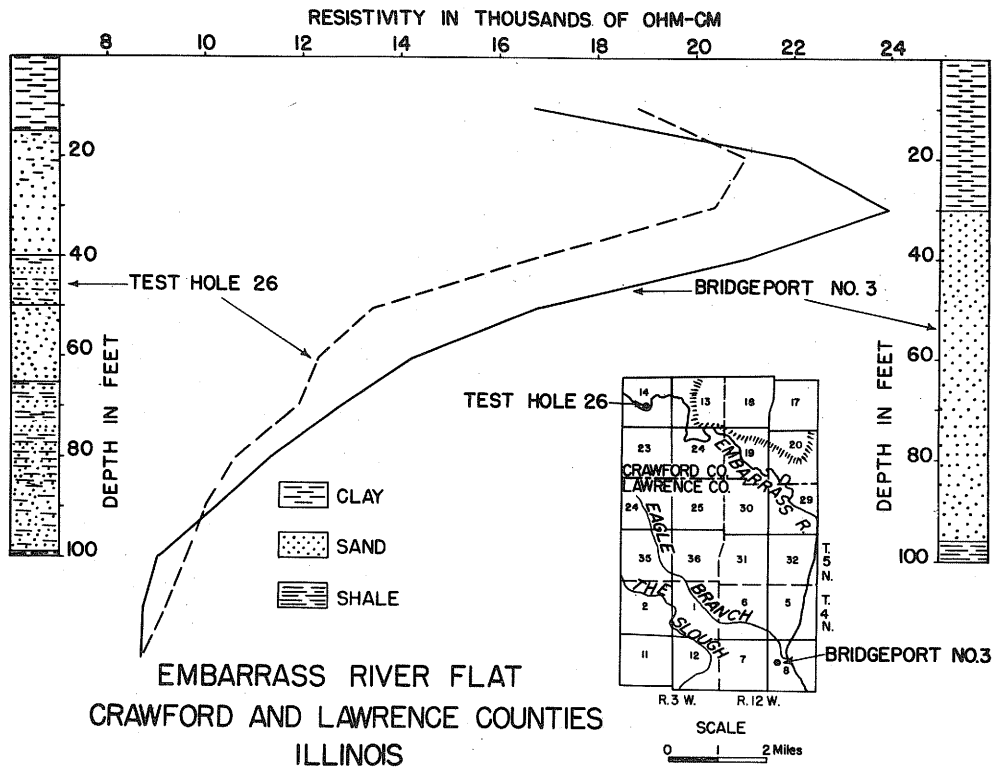 RESISTIVITY IN THOUSANDS OF OHM-CM
8 10 12 14 16 18 20 22 24
20
40
60
80
100
DEPTH IN FEET
TEST HOLE 26
BRIDGEPORT NO. 3
20
40
60
80
100
DEPTH IN FEET
CLAY
SAND
SHALE
TEST HOLE 26
14 13 18 17
23 24 19 20
EMBARRASS R.
CRAWFORD CO.
LAWRENCE CO.
24 25 30 29
EAGLE BRANCH
35 36 31 32
T. 5 N.
THE SLOUGH
2 1 6 5
T. 4 N.
11 12 7 8
BRIDGEPORT NO.3
R. 3 W. R. 12 W.
SCALE
0 1 2 Miles
EMBARRASS RIVER FLAT
CRAWFORD AND LAWRENCE COUNTIES
ILLINOIS